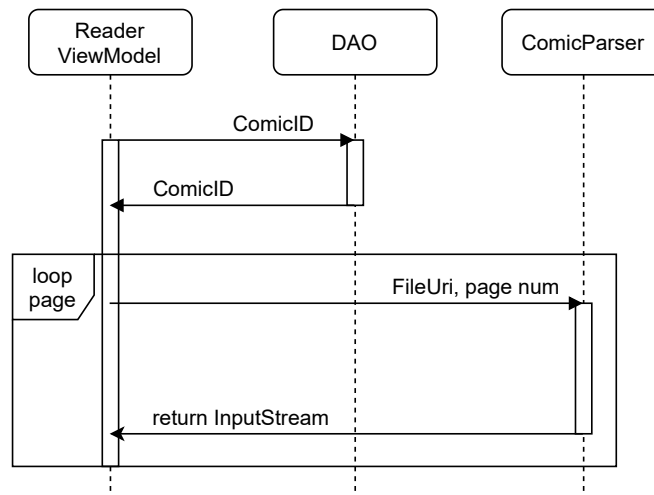 Reader
ViewModel
DAO
ComicParser
ComicID
ComicID
loop
page
FileUri, page num
return InputStream